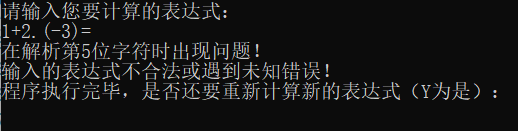 请输入您要计算的表达式：
1+2.(-3)=
在解析第5位字符时出现问题！
输入的表达式不合法或遇到未知错误！
程序执行完毕，是否还要重新计算新的表达式（Y为是）：